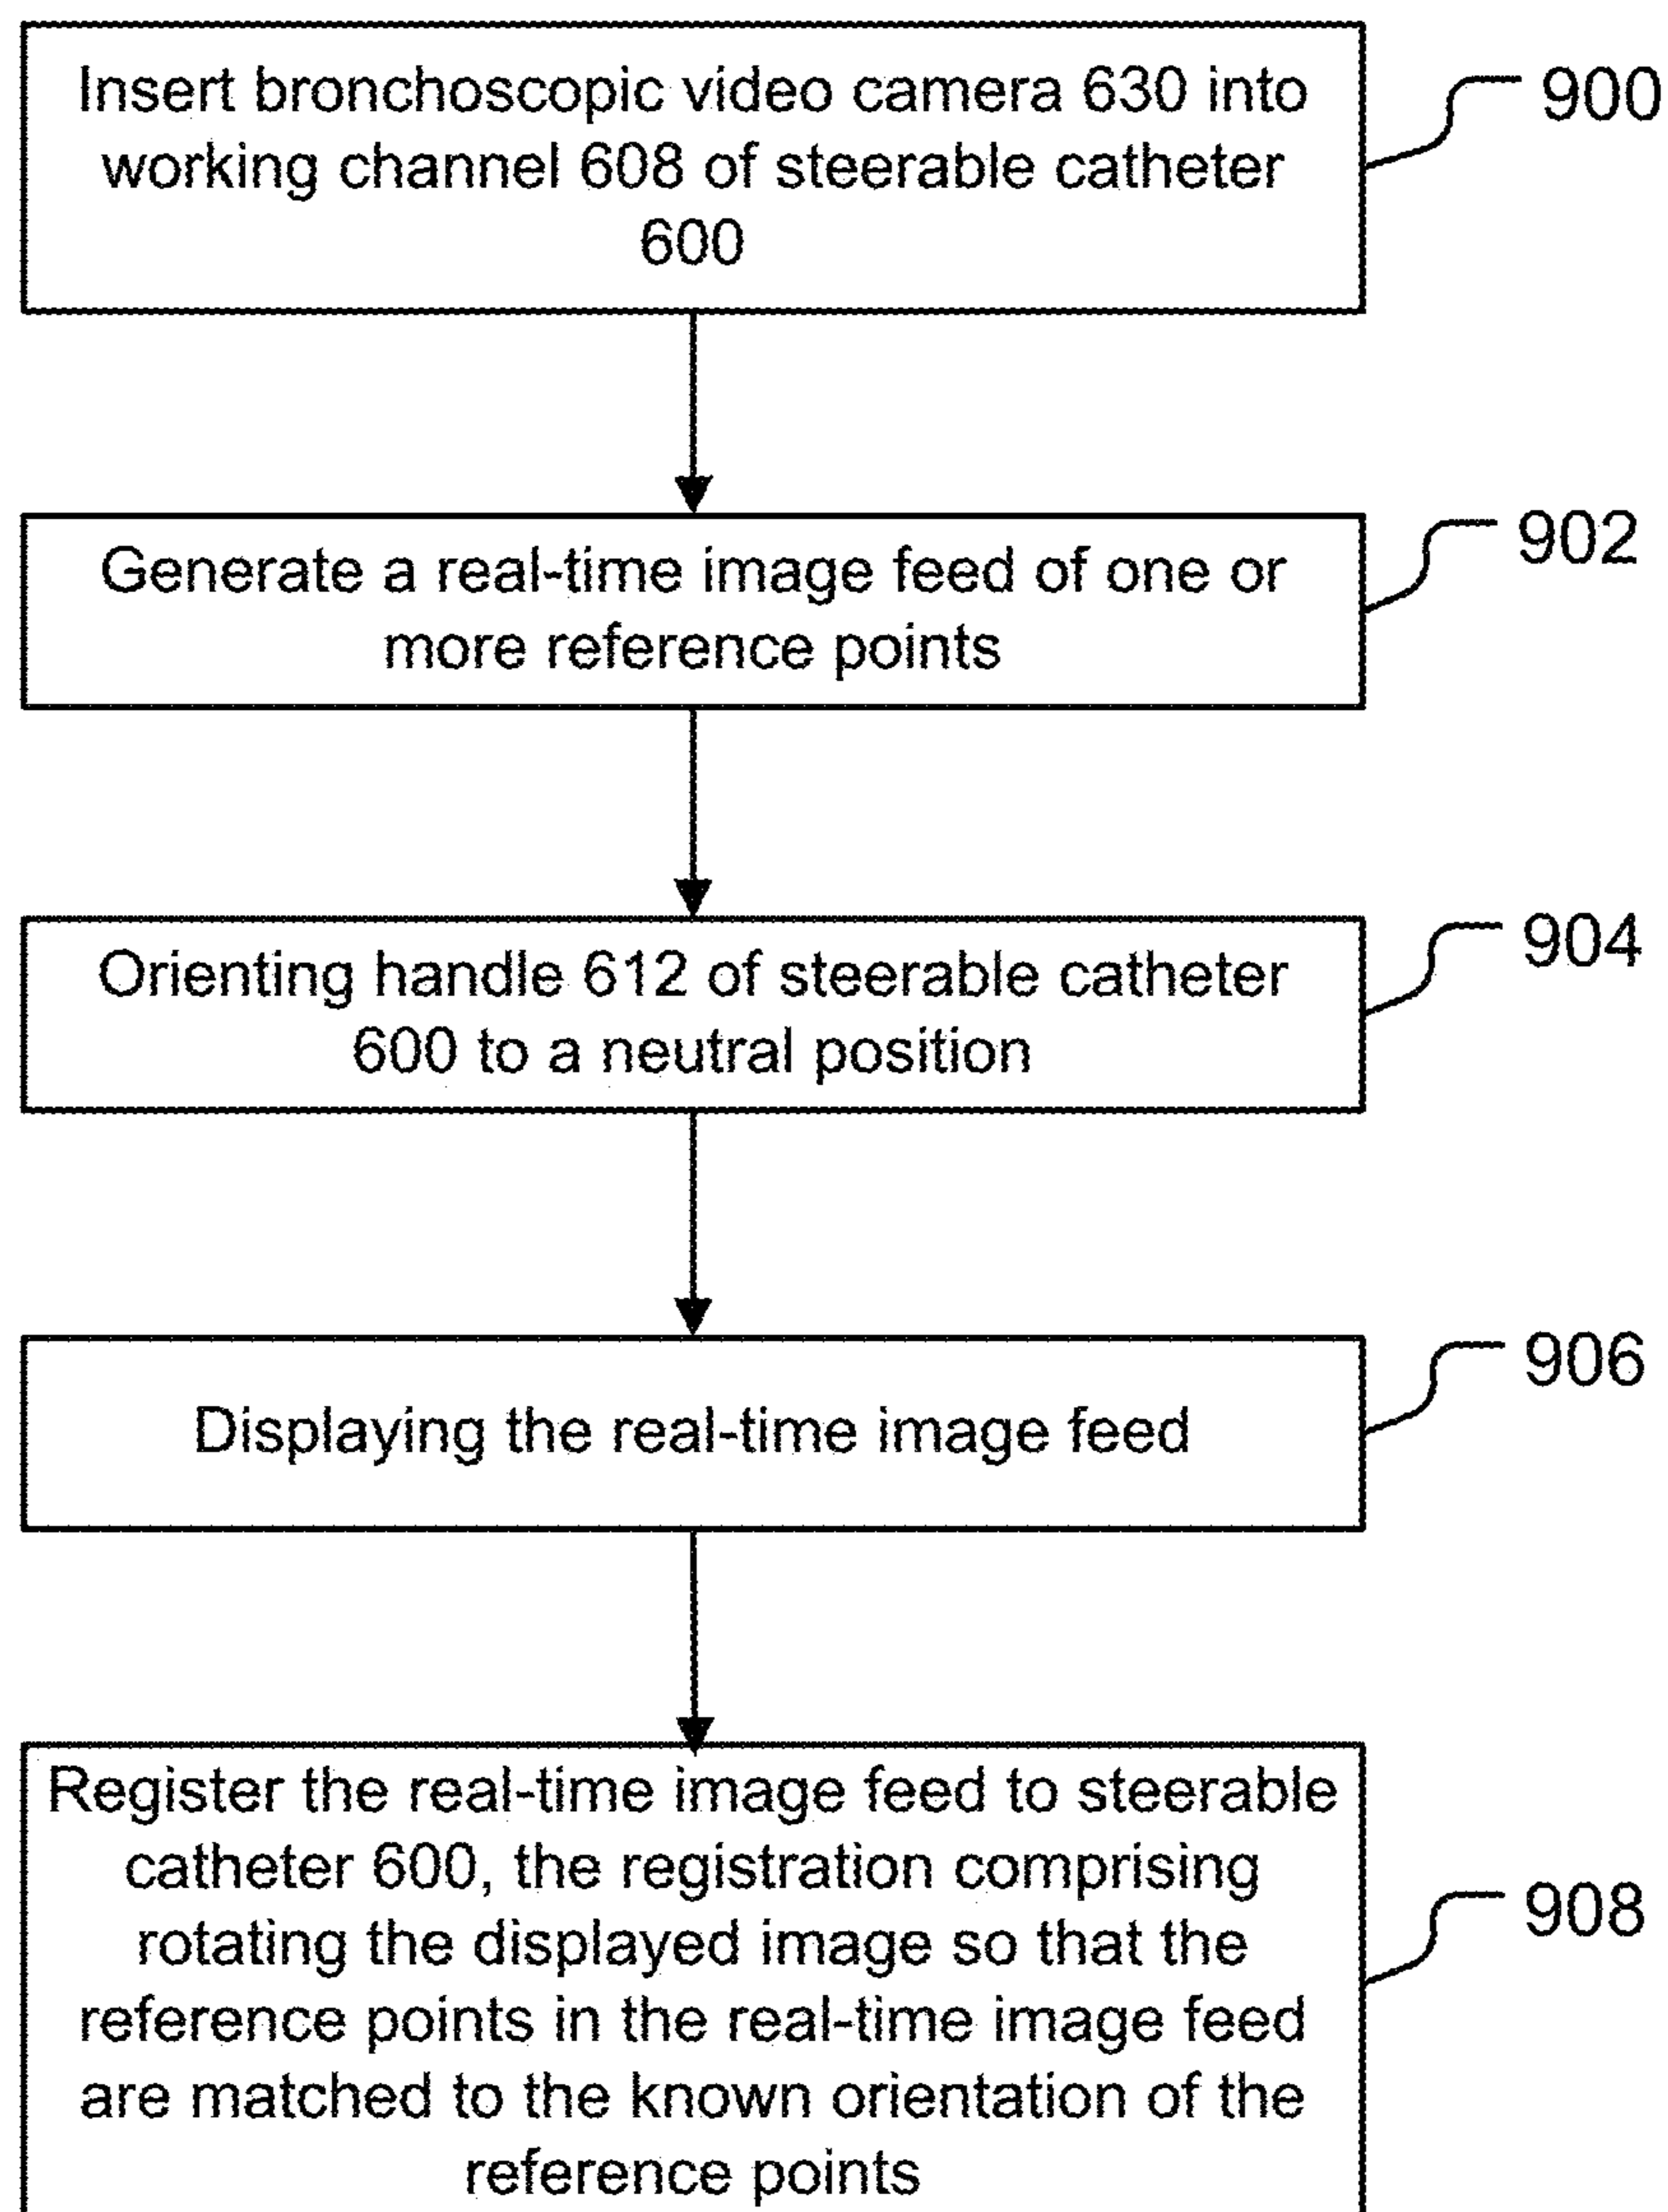 Insert bronchoscopic video camera 630 into
working channel 608 of steerable catheter
600
900
Generate a real-time image feed of one or
more reference points
902
Orienting handle 612 of steerable catheter
600 to a neutral position
904
Displaying the real-time image feed
906
Register the real-time image feed to steerable
catheter 600, the registration comprising
rotating the displayed image so that the
reference points in the real-time image feed
are matched to the known orientation of the
reference points
908